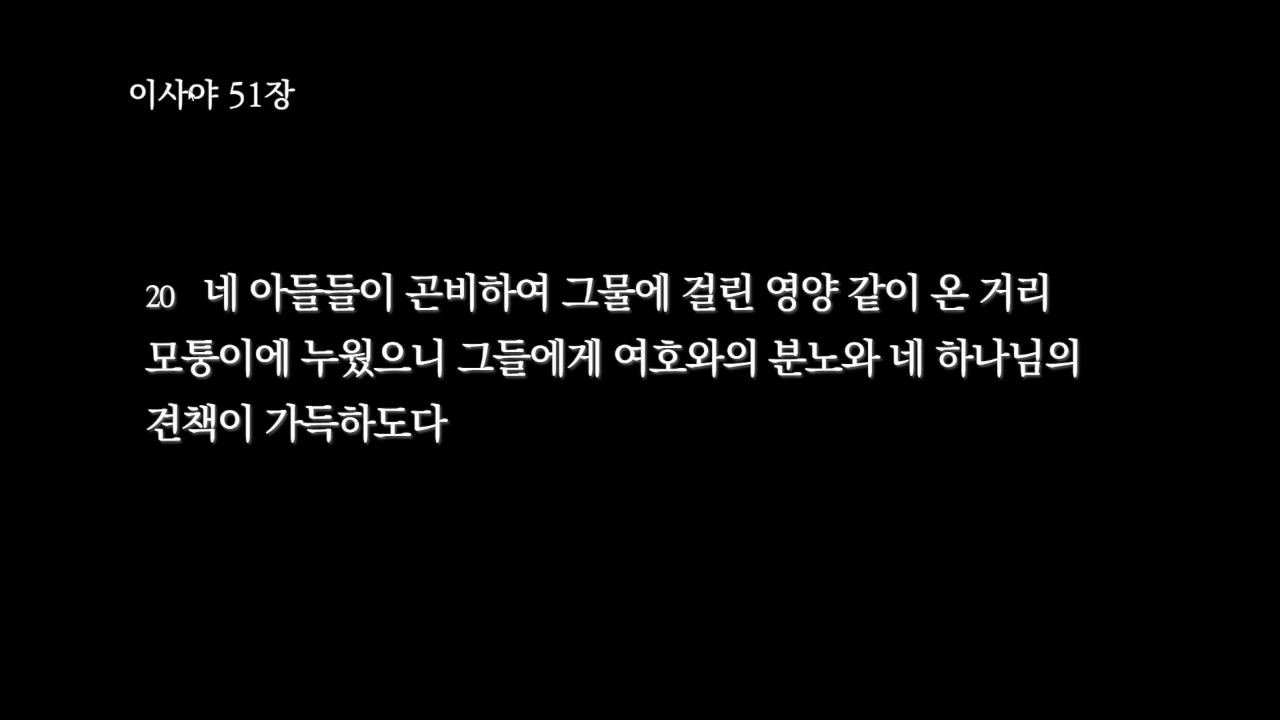 이사야 51장
20 네 아들들이 곤비하여 그물에 걸린 영양 같이 온 거리
모퉁이에 누웠으니 그들에게 여호와의 분노와 네 하나님의
견책이 가득하도다